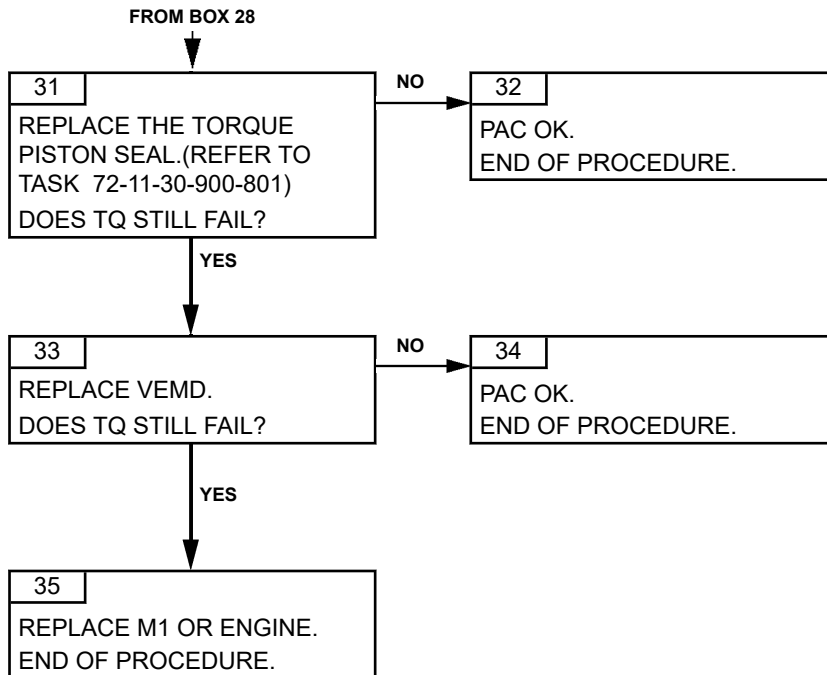 FROM BOX 28
31
REPLACE THE TORQUE
PISTON SEAL.(REFER TO
TASK 72-11-30-900-801)
DOES TQ STILL FAIL?
NO
32
PAC OK.
END OF PROCEDURE.
YES
33
REPLACE VEMD.
DOES TQ STILL FAIL?
NO
34
PAC OK.
END OF PROCEDURE.
YES
35
REPLACE M1 OR ENGINE.
END OF PROCEDURE.